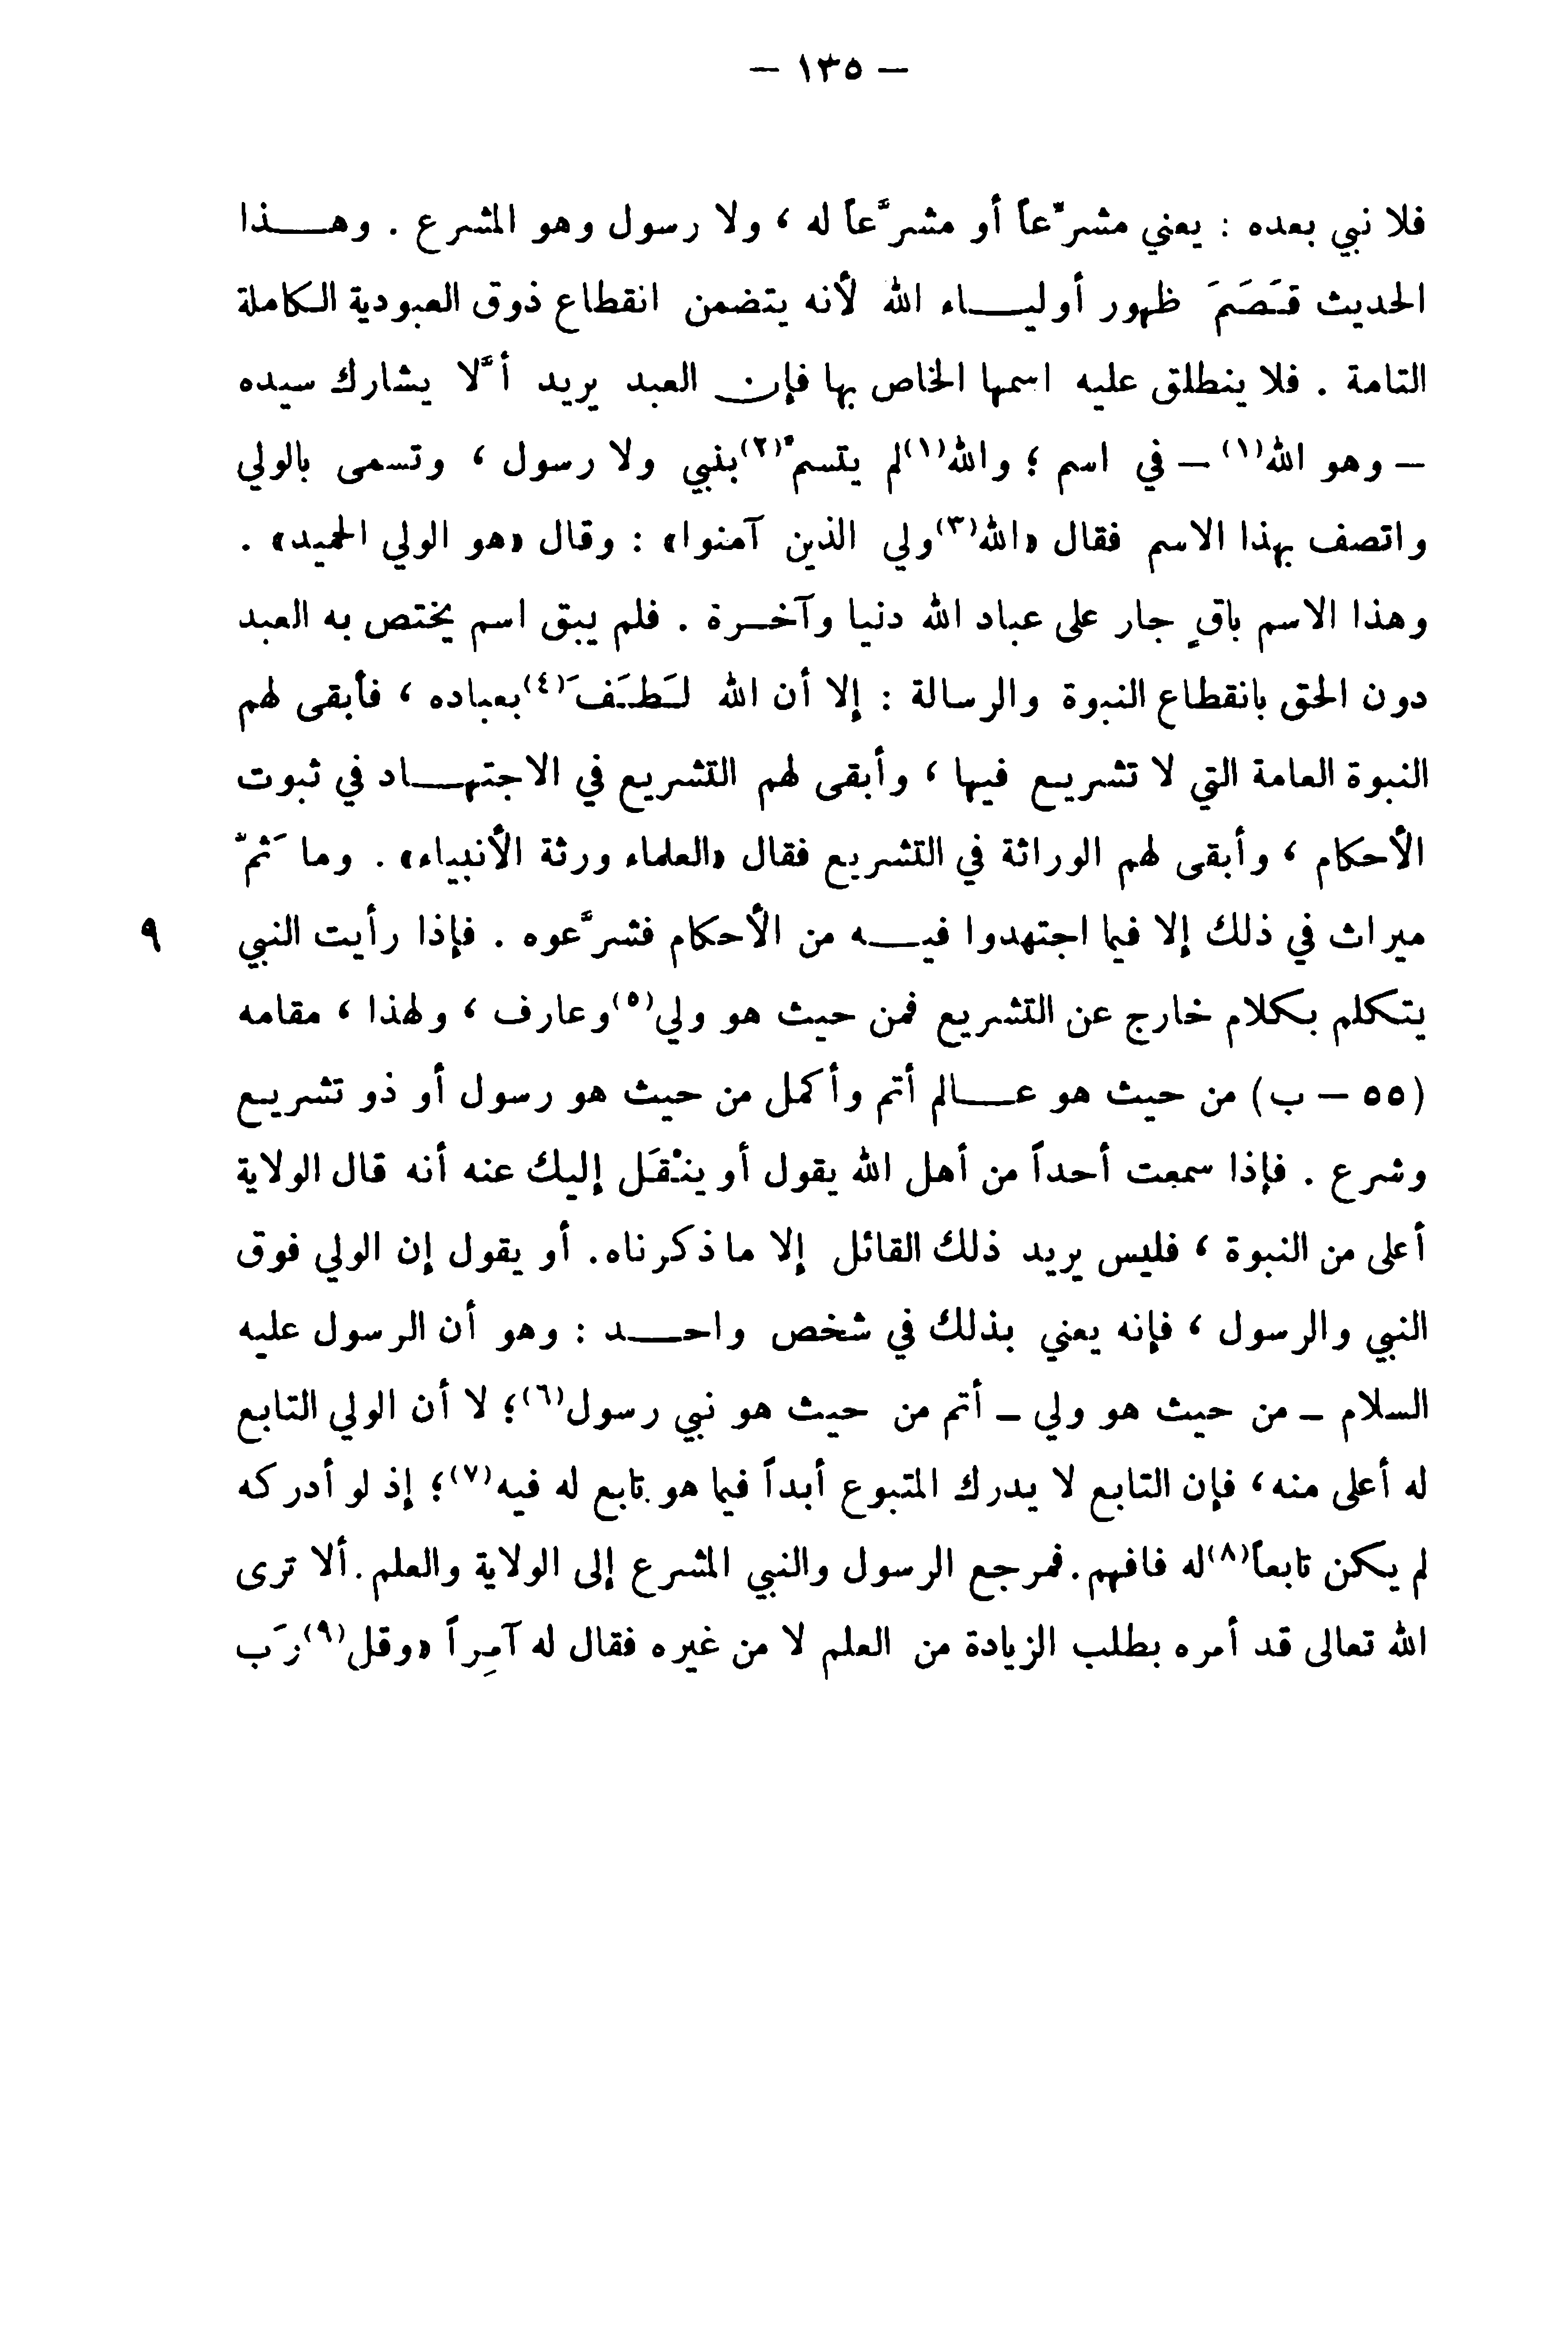 – ١٣٥ –
فلا نبي بعده : يعني مشرِّعاً أو مشرَّعاً له ، ولا رسول وهو المشرع . وهذا
الحديث قَصَمَ ظهور أولياء الله لأنه يتضمن انقطاع ذوق العبودية الكاملة
التامة . فلا ينطلق عليه اسمها الخاص بها فإن العبد يريد ألَّا يشارك سيده
– وهو الله(١) – في اسم ؛ والله(١) لم يتسمَّ(٢) بنبي ولا رسول ، وتسمى بالولي
واتصف بهذا الاسم فقال «الله(٣) ولي الذين آمنوا» : وقال «هو الولي الحميد» .
وهذا الاسم باقٍ جار على عباد الله دنيا وآخرة . فلم يبق اسم يختص به العبد
دون الحق بانقطاع النبوة والرسالة : إلا أن الله لَطَفَ(٤) بعباده ، فأبقى لهم
النبوة العامة التي لا تشريع فيها ، وأبقى لهم التشريع في الاجتهاد في ثبوت
الأحكام ، وأبقى لهم الوراثة في التشريع فقال «العلماء ورثة الأنبياء» . وما ثَمَّ
ميراث في ذلك إلا فيما اجتهدوا فيه من الأحكام فشرَّعوه . فإذا رأيت النبي ٩
يتكلم بكلام خارج عن التشريع فمن حيث هو ولي(٥) وعارف ، ولهذا ، مقامه
(٥٥ – ب) من حيث هو عالم أتم وأكمل من حيث هو رسول أو ذو تشريع
وشرع . فإذا سمعت أحداً من أهل الله يقول أو ينْقَل إليك عنه أنه قال الولاية
أعلى من النبوة ، فليس يريد ذلك القائل إلا ما ذكرناه. أو يقول إن الولي فوق
النبي والرسول ، فإنه يعني بذلك في شخص واحد : وهو أن الرسول عليه
السلام – من حيث هو ولي – أتم من حيث هو نبي رسول(٦)؛ لا أن الولي التابع
له أعلى منه، فإن التابع لا يدرك المتبوع أبداً فيما هو تابع له فيه(٧)؛ إذ لو أدركه
لم يكن تابعاً(٨) له فافهم. فمرجع الرسول والنبي المشرع إلى الولاية والعلم. ألا ترى
الله تعالى قد أمره بطلب الزيادة من العلم لا من غيره فقال له آمِراً «وقل(٩) رَب